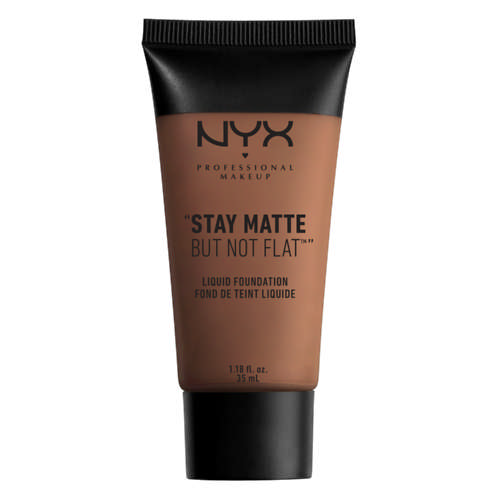 NYX
PROFESSIONAL
MAKEUP
"STAY MATTE
BUT NOT FLAT™"
LIQUID FOUNDATION
FOND DE TEINT LIQUIDE
1.18 fl. oz.
35 mL